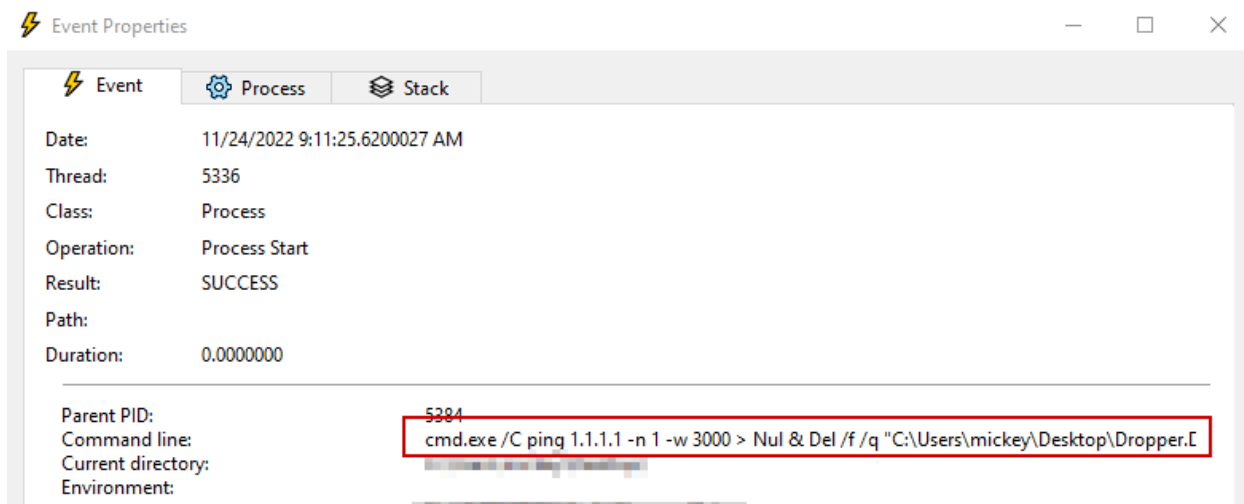 Event Properties
Event Process Stack
Date: 11/24/2022 9:11:25.6200027 AM
Thread: 5336
Class: Process
Operation: Process Start
Result: SUCCESS
Path:
Duration: 0.0000000
Parent PID: 5384
Command line: cmd.exe /C ping 1.1.1.1 -n 1 -w 3000 > Nul & Del /f /q "C:\Users\mickey\Desktop\Dropper.D
Current directory:
Environment: